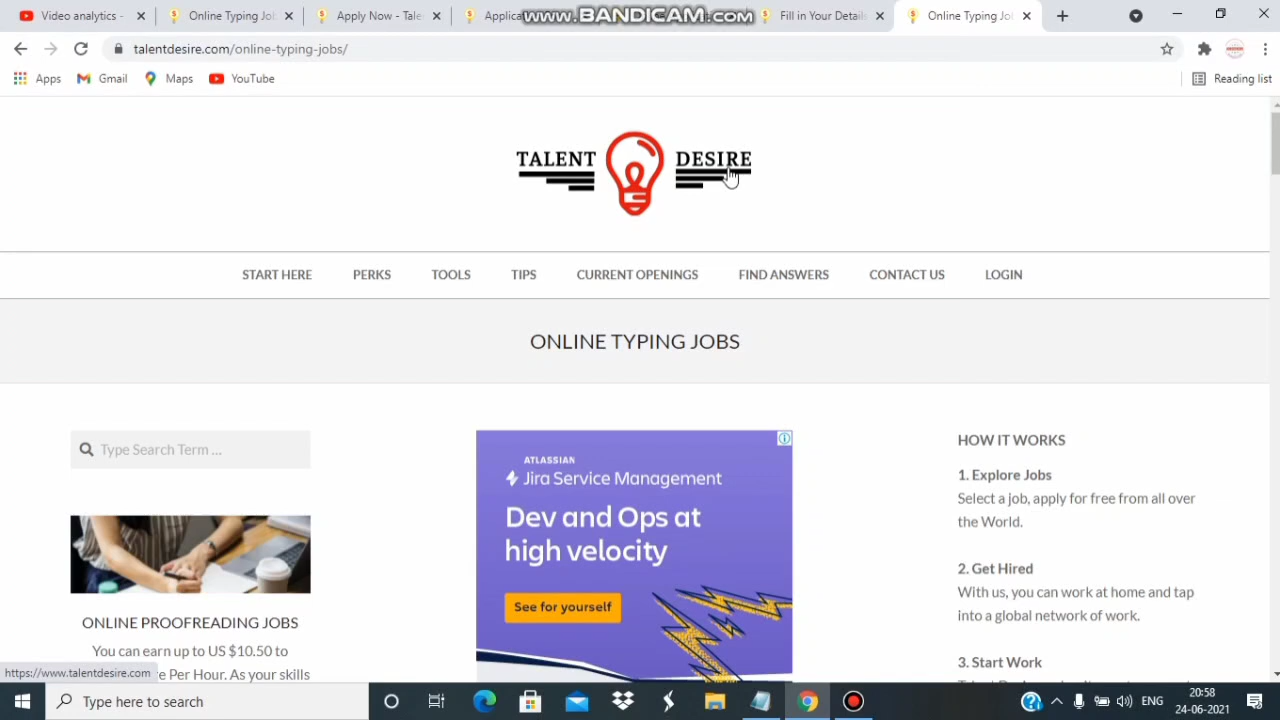 Video analytics
Online Typing Job
Apply Now – Tale
Applica
www.BANDICAM.com
Fill in Your Details
Online Typing Jo
talentdesire.com/online-typing-jobs/
Apps
Gmail
Maps
YouTube
Reading list
TALENT DESIRE
START HERE
PERKS
TOOLS
TIPS
CURRENT OPENINGS
FIND ANSWERS
CONTACT US
LOGIN
ONLINE TYPING JOBS
Type Search Term ...
ONLINE PROOFREADING JOBS
You can earn up to US $10.50 to
e Per Hour. As your skills
ATLASSIAN
Jira Service Management
Dev and Ops at
high velocity
See for yourself
HOW IT WORKS
1. Explore Jobs
Select a job, apply for free from all over
the World.
2. Get Hired
With us, you can work at home and tap
into a global network of work.
3. Start Work
https://www.talentdesire.com
Type here to search
ENG
20:58
24-06-2021